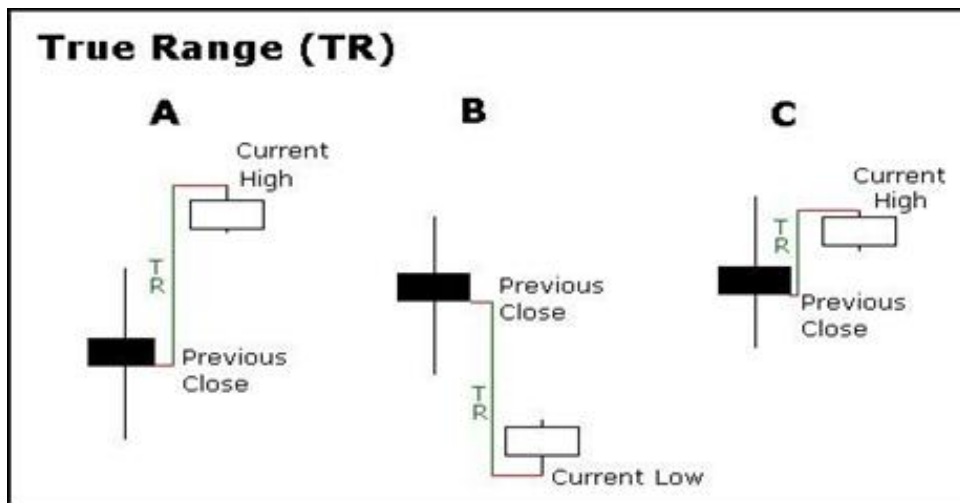 True Range (TR)
A
B
C
Current
High
TR
Previous
Close
Previous
Close
TR
Current Low
Current
High
TR
Previous
Close